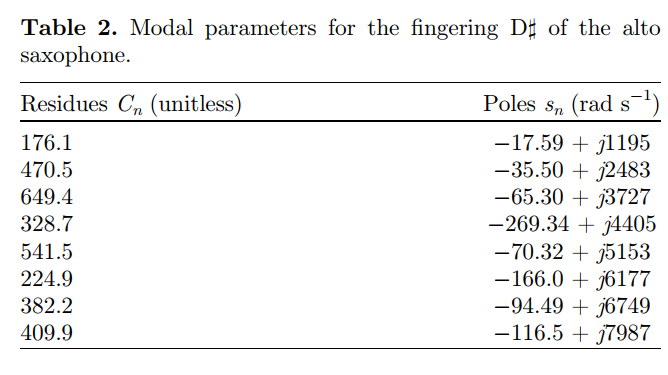 Table 2. Modal parameters for the fingering D♯ of the alto
saxophone.
Residues Cₙ (unitless) Poles sₙ (rad s⁻¹)
176.1 −17.59 + j1195
470.5 −35.50 + j2483
649.4 −65.30 + j3727
328.7 −269.34 + j4405
541.5 −70.32 + j5153
224.9 −166.0 + j6177
382.2 −94.49 + j6749
409.9 −116.5 + j7987